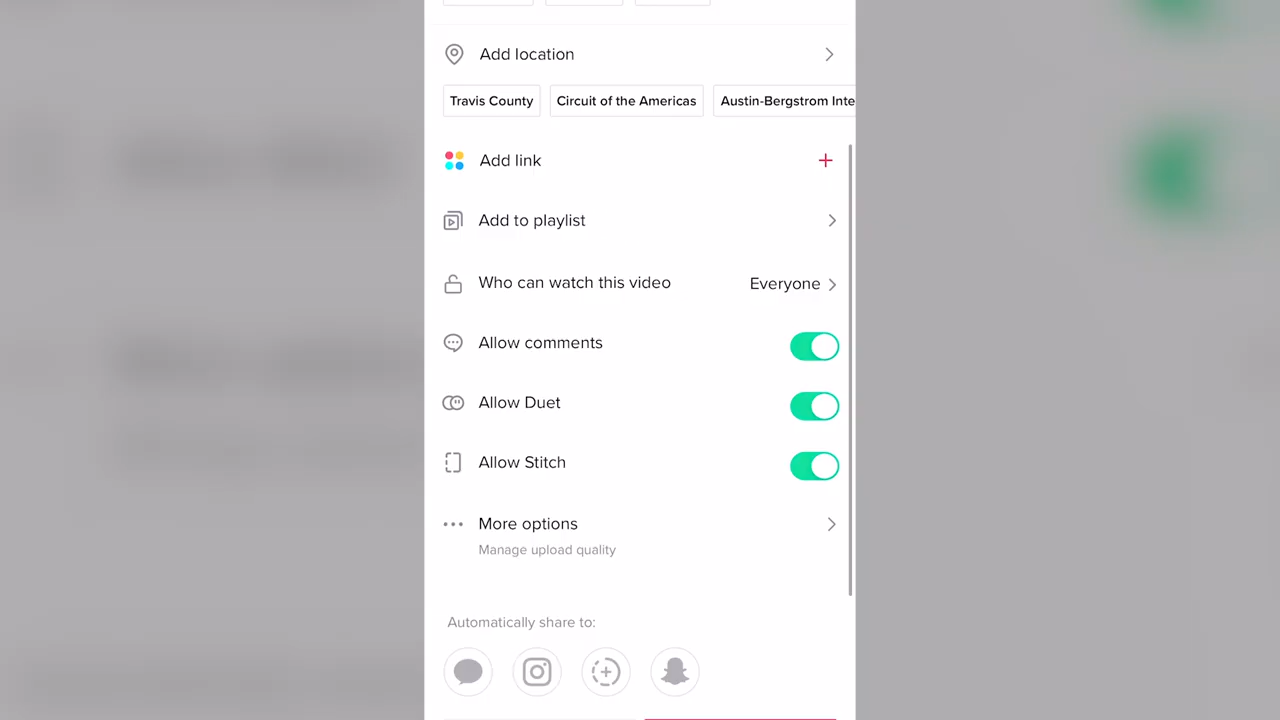 Add location
Travis County
Circuit of the Americas
Austin-Bergstrom Inte
Add link
Add to playlist
Who can watch this video
Everyone
Allow comments
Allow Duet
Allow Stitch
More options
Manage upload quality
Automatically share to: